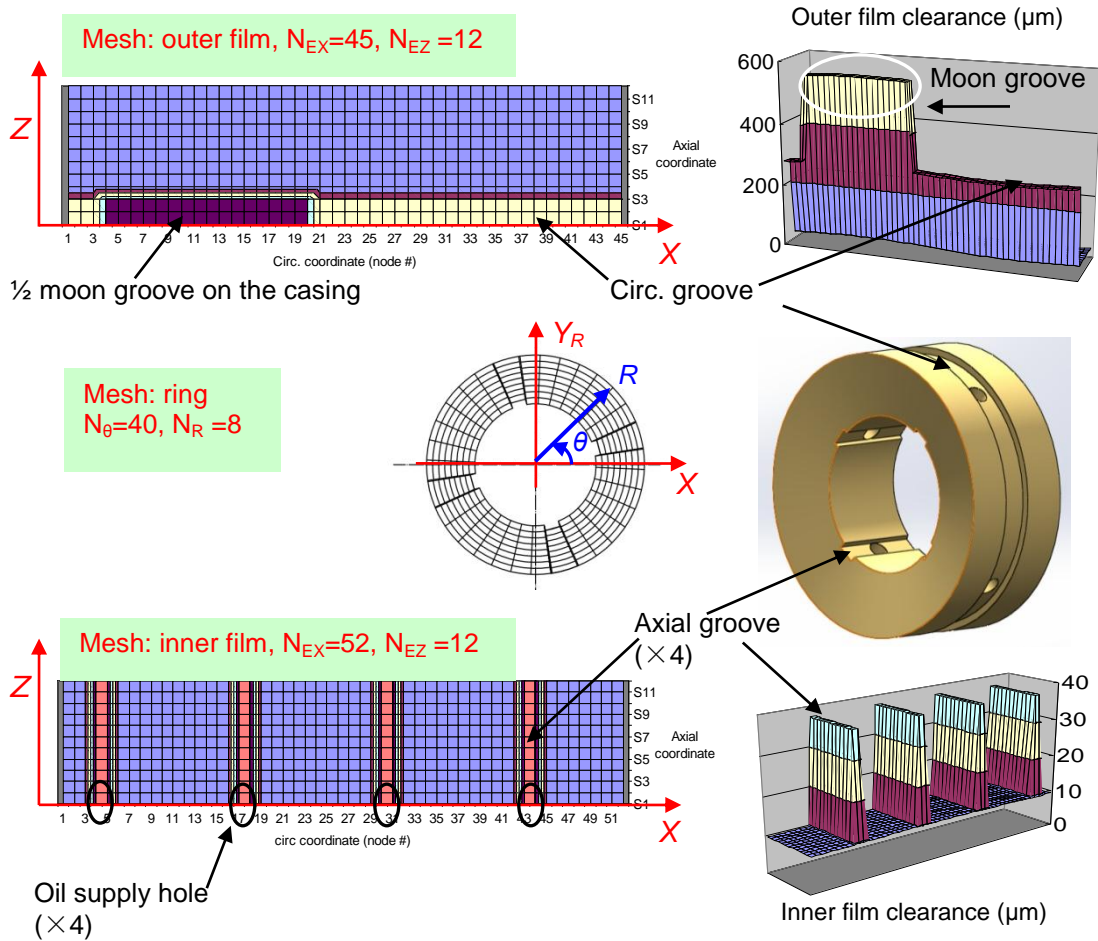 Outer film clearance (μm)
Mesh: outer film, NEX=45, NEZ =12
600
400
200
0
Moon groove
Z
S11
S9
S7
S5
S3
S1
Axial
coordinate
1 3 5 7 9 11 13 15 17 19 21 23 25 27 29 31 33 35 37 39 41 43 45
X
Circ. coordinate (node #)
½ moon groove on the casing
Circ. groove
Mesh: ring
Nθ=40, NR =8
YR
R
θ
X
Mesh: inner film, NEX=52, NEZ =12
Axial groove
(×4)
Z
S11
S9
S7
S5
S3
S1
Axial
coordinate
1 3 5 7 9 11 13 15 17 19 21 23 25 27 29 31 33 35 37 39 41 43 45 47 49 51
X
circ coordinate (node #)
40
30
20
10
0
Oil supply hole
(×4)
Inner film clearance (μm)